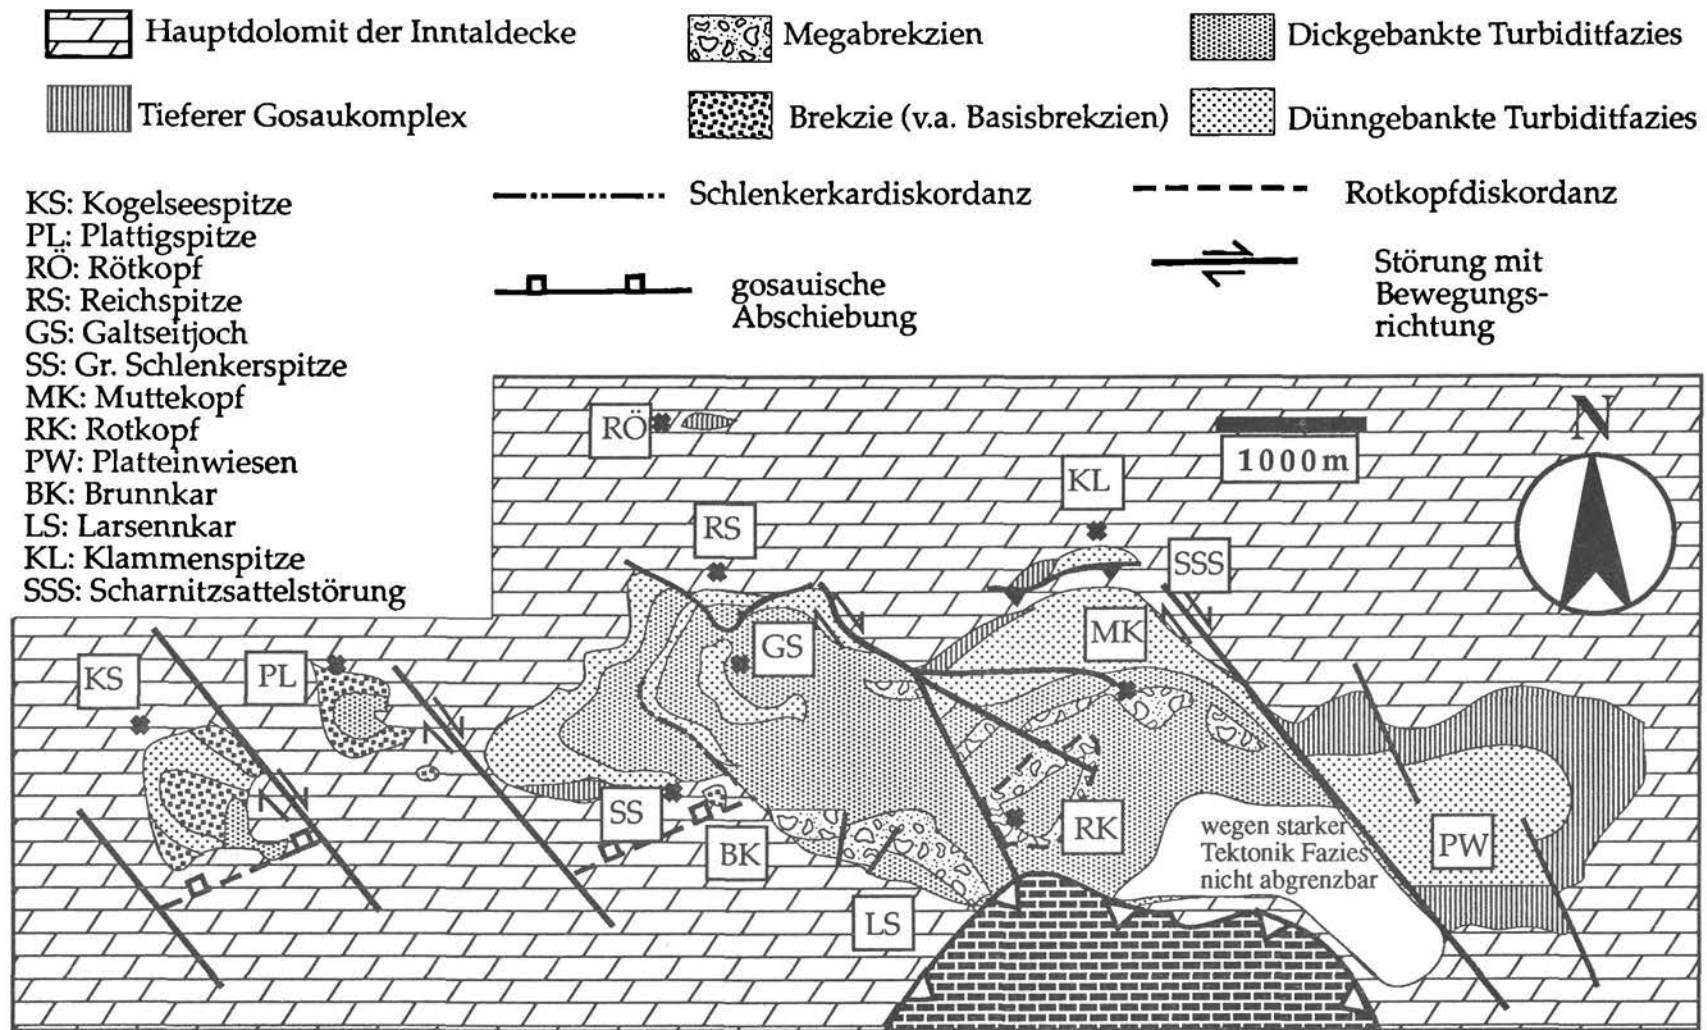 Hauptdolomit der Inntaldecke
Megabrekzien
Dickgebankte Turbiditfazies
Tieferer Gosaukomplex
Brekzie (v.a. Basisbrekzien)
Dünngebankte Turbiditfazies
Schlenkerkardiskordanz
Rotkopfdiskordanz
gosauische
Abschiebung
Störung mit
Bewegungs-
richtung
KS: Kogelseespitze
PL: Plattigspitze
RÖ: Rötkopf
RS: Reichspitze
GS: Galtseitjoch
SS: Gr. Schlenkerspitze
MK: Muttekopf
RK: Rotkopf
PW: Platteinwiesen
BK: Brunnkar
LS: Larsennkar
KL: Klammenspitze
SSS: Scharnitzsattelstörung
RÖ
1000m
N
KL
RS
SSS
MK
GS
KS
PL
SS
BK
RK
wegen starker
Tektonik Fazies
nicht abgrenzbar
PW
LS